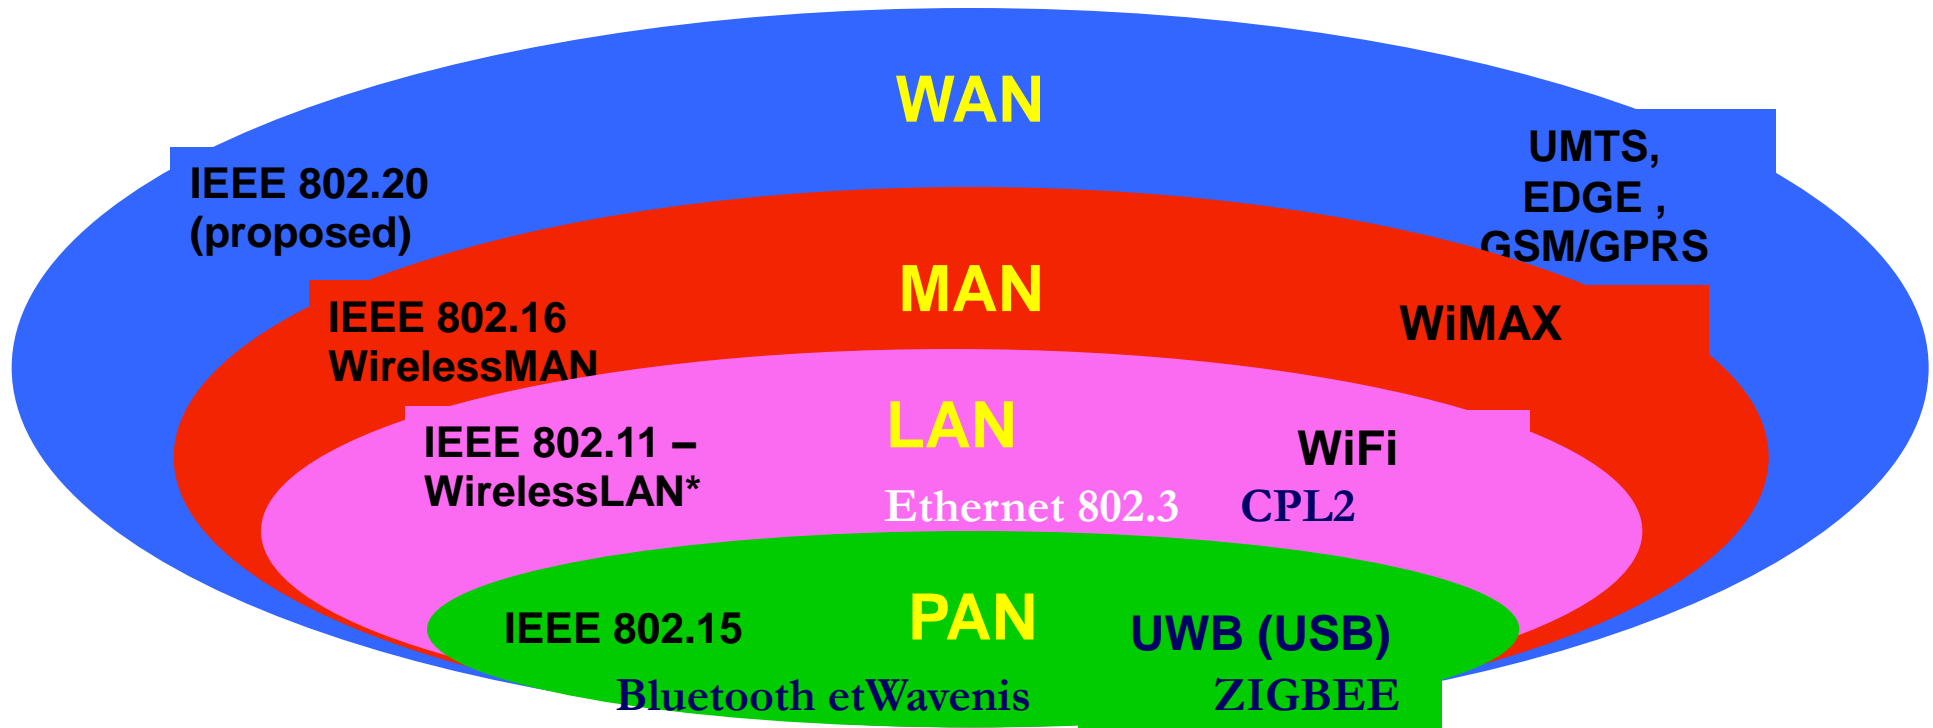 WAN
IEEE 802.20
(proposed)
UMTS,
EDGE ,
GSM/GPRS
MAN
IEEE 802.16
WirelessMAN
WiMAX
LAN
IEEE 802.11 –
WirelessLAN*
WiFi
Ethernet 802.3 CPL2
PAN
IEEE 802.15
UWB (USB)
Bluetooth etWavenis ZIGBEE